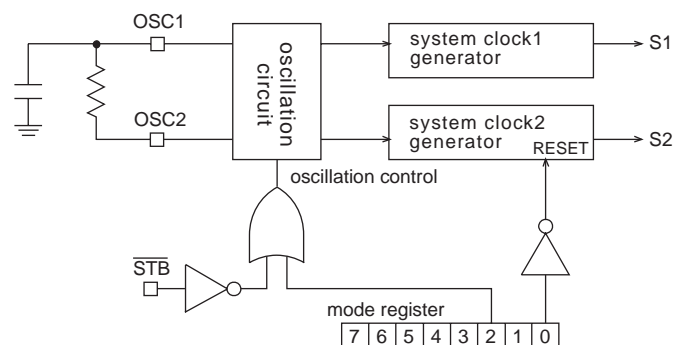 OSC1
OSC2
oscillation
circuit
system clock1
generator
S1
system clock2
generator
RESET
S2
oscillation control
STB
mode register
7 6 5 4 3 2 1 0